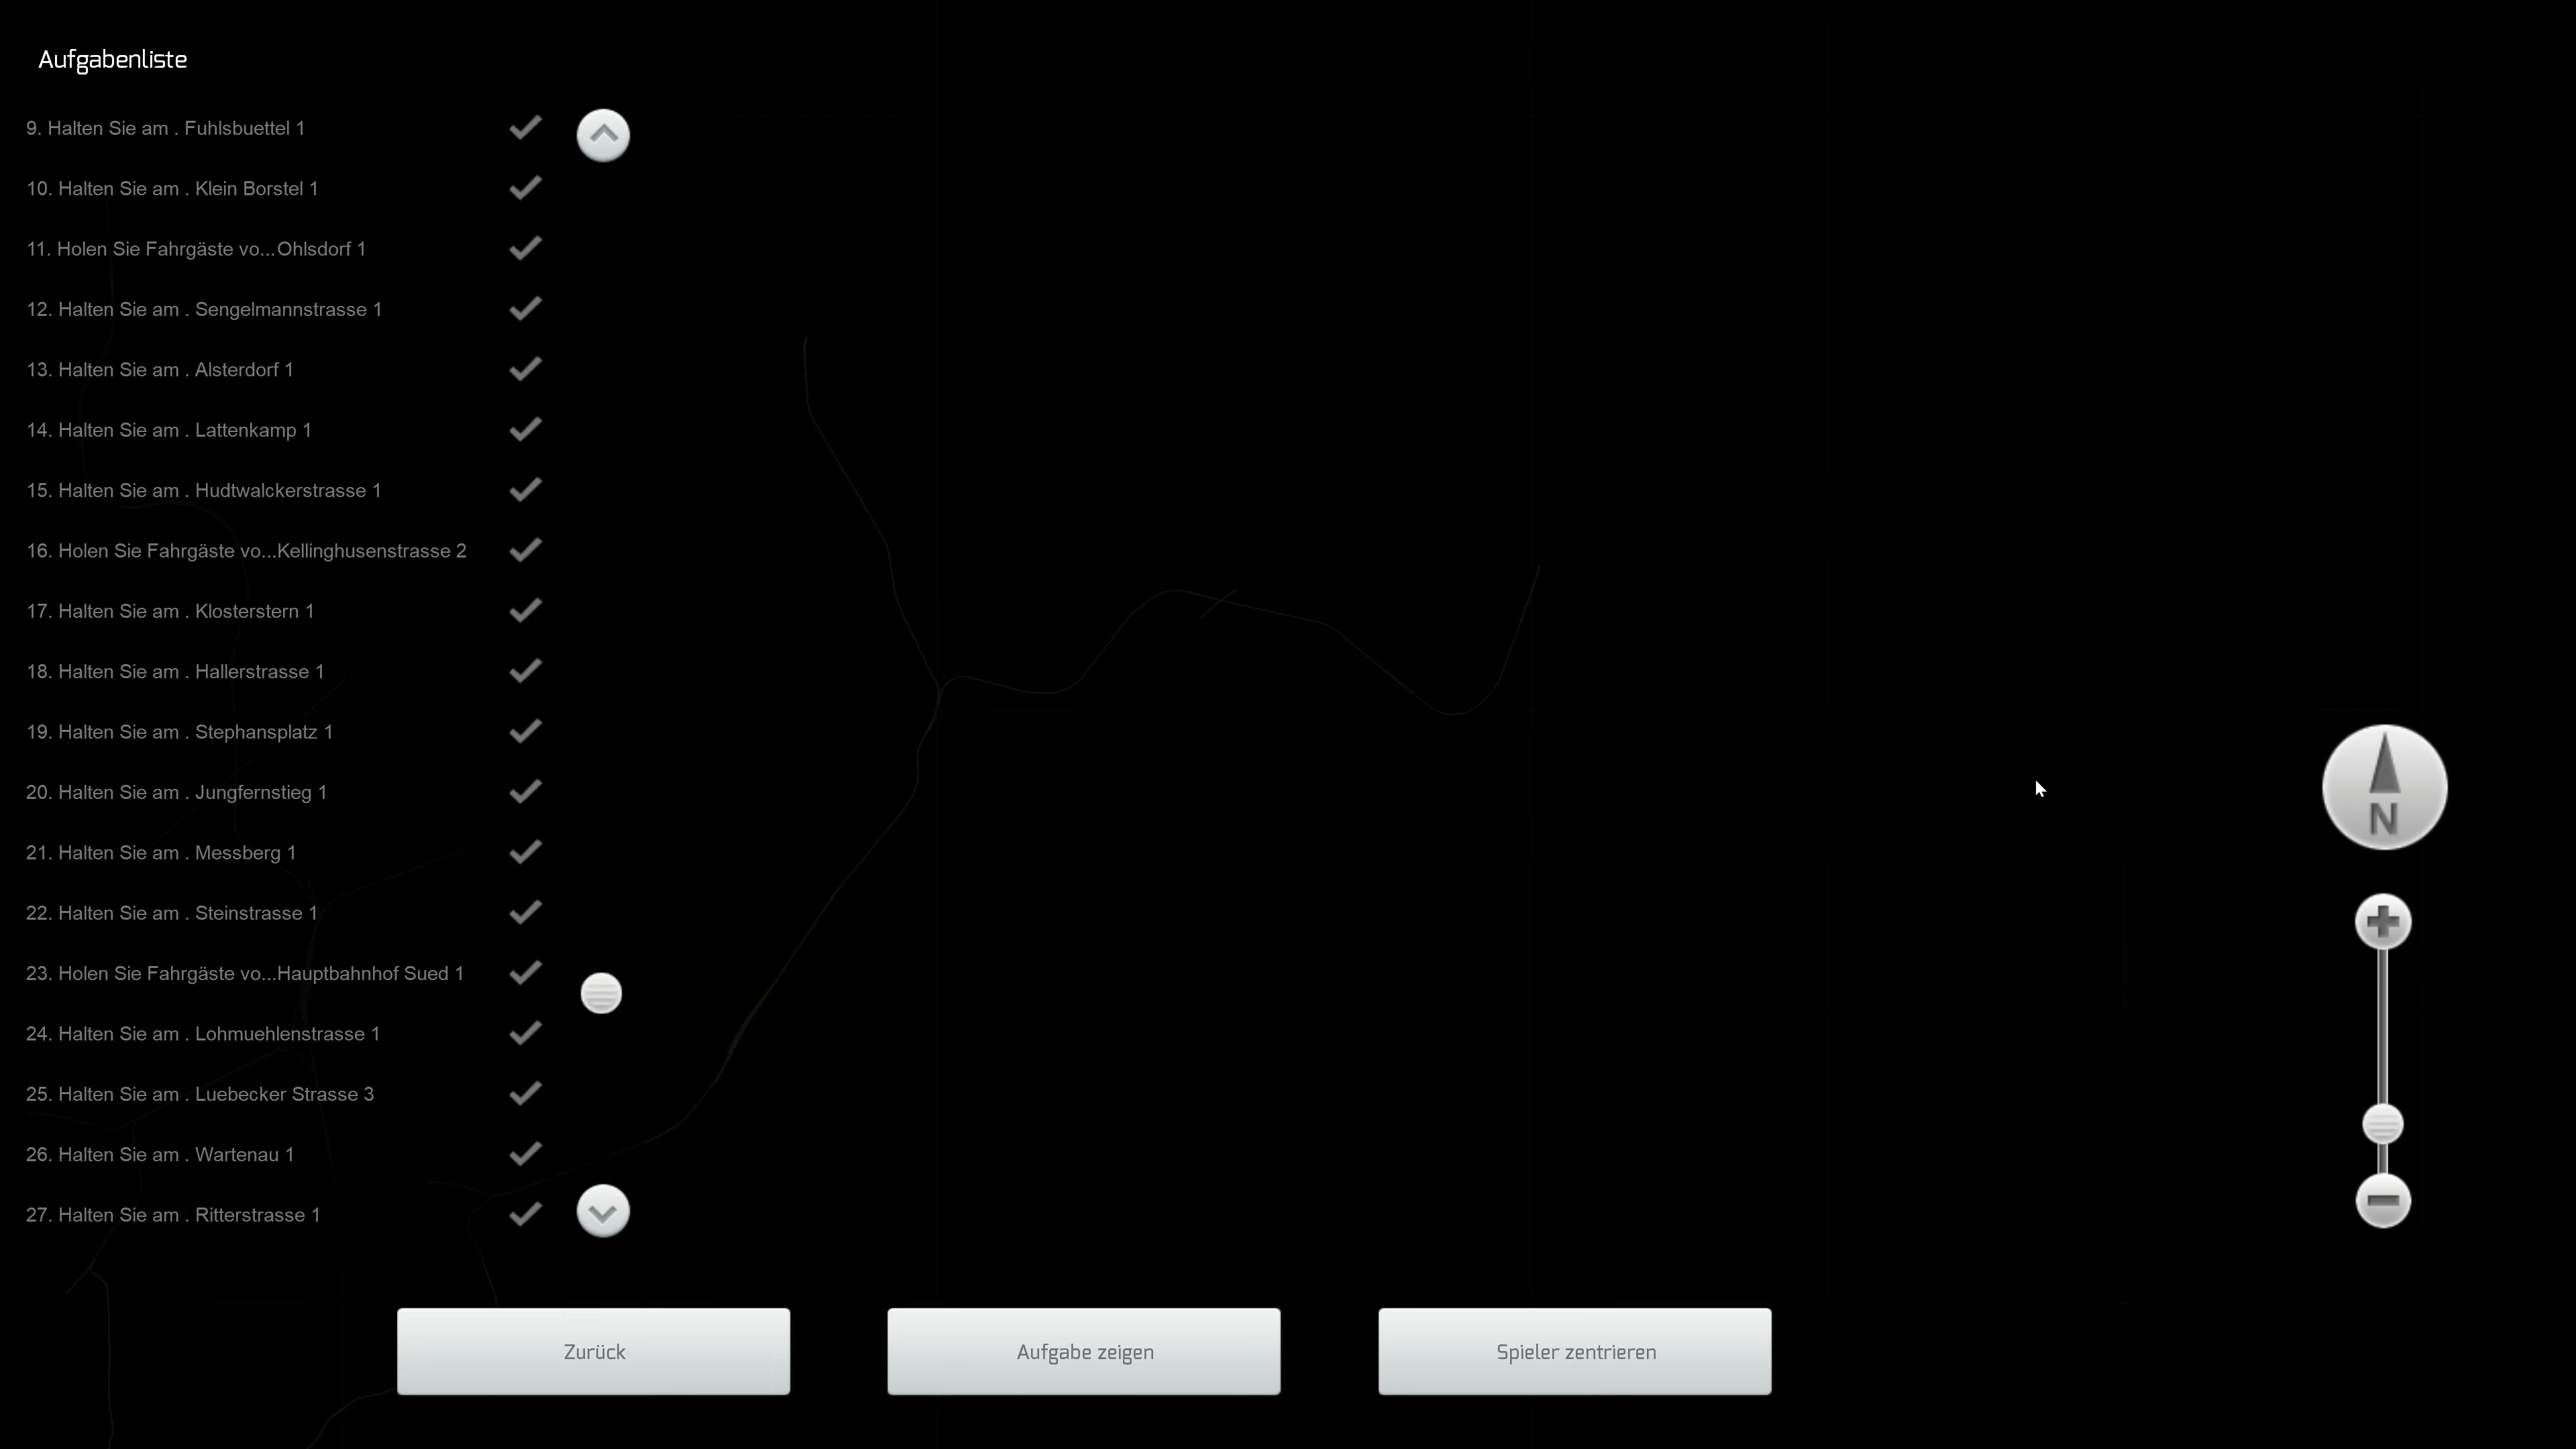 Aufgabenliste
9. Halten Sie am . Fuhlsbuettel 1
10. Halten Sie am . Klein Borstel 1
11. Holen Sie Fahrgäste vo...Ohlsdorf 1
12. Halten Sie am . Sengelmannstrasse 1
13. Halten Sie am . Alsterdorf 1
14. Halten Sie am . Lattenkamp 1
15. Halten Sie am . Hudtwalckerstrasse 1
16. Holen Sie Fahrgäste vo...Kellinghusenstrasse 2
17. Halten Sie am . Klosterstern 1
18. Halten Sie am . Hallerstrasse 1
19. Halten Sie am . Stephansplatz 1
20. Halten Sie am . Jungfernstieg 1
21. Halten Sie am . Messberg 1
22. Halten Sie am . Steinstrasse 1
23. Holen Sie Fahrgäste vo...Hauptbahnhof Sued 1
24. Halten Sie am . Lohmuehlenstrasse 1
25. Halten Sie am . Luebecker Strasse 3
26. Halten Sie am . Wartenau 1
27. Halten Sie am . Ritterstrasse 1
N
Zurück
Aufgabe zeigen
Spieler zentrieren